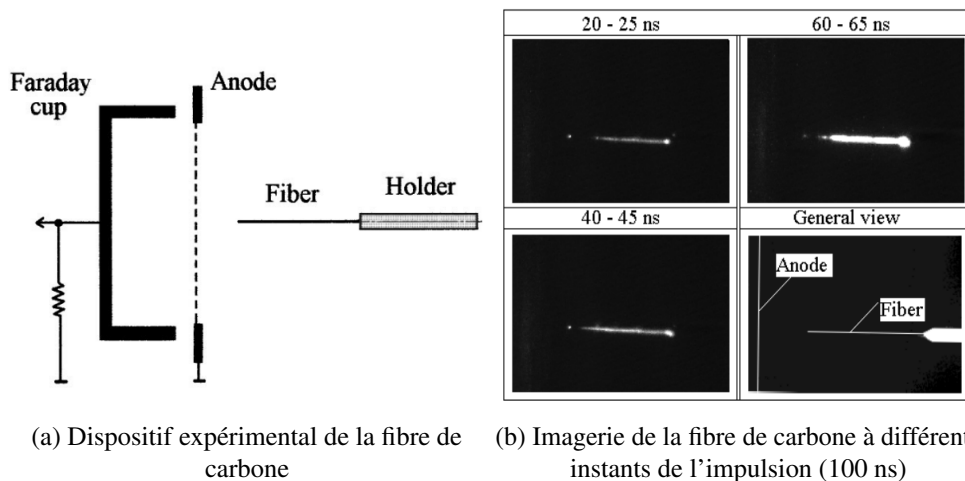 Faraday
cup
Anode
Fiber
Holder
20 - 25 ns
60 - 65 ns
40 - 45 ns
General view
Anode
Fiber
(a) Dispositif expérimental de la fibre de
carbone
(b) Imagerie de la fibre de carbone à différent
instants de l'impulsion (100 ns)